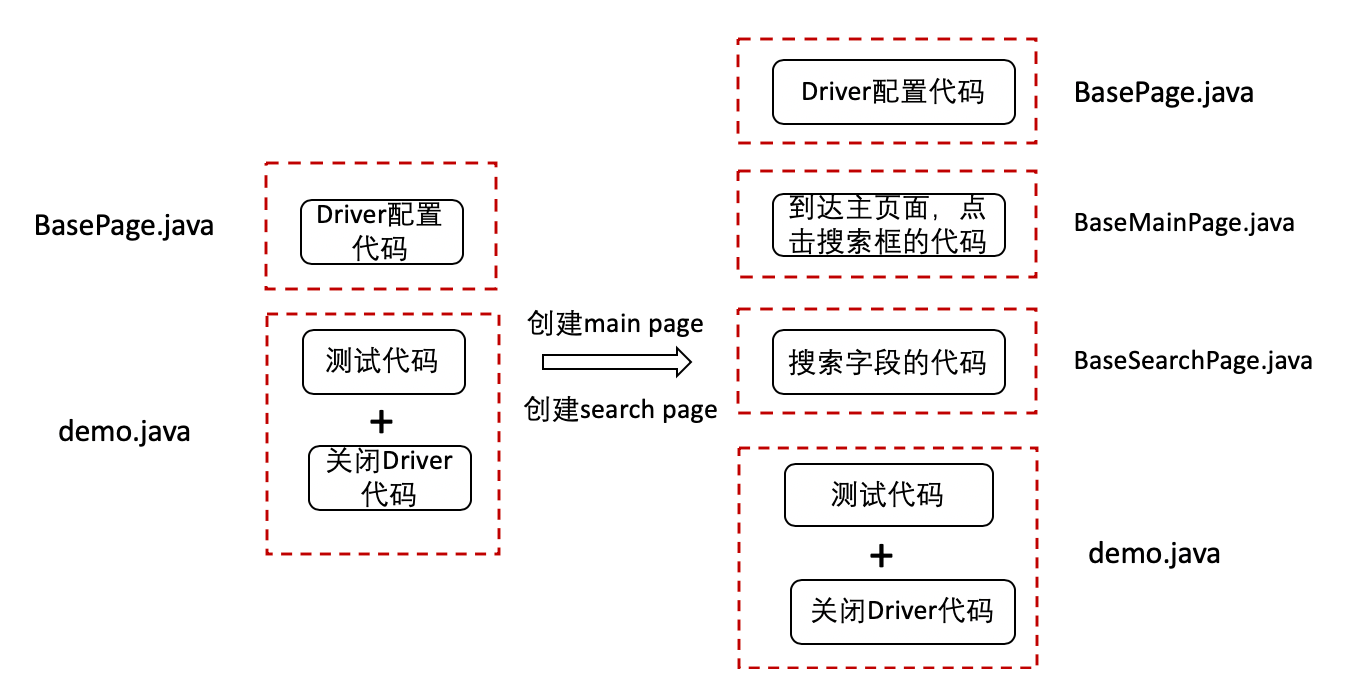 BasePage.java
Driver配置
代码
demo.java
测试代码
+
关闭Driver
代码
创建main page
创建search page
Driver配置代码
BasePage.java
到达主页面，点
击搜索框的代码
BaseMainPage.java
搜索字段的代码
BaseSearchPage.java
测试代码
+
关闭Driver代码
demo.java